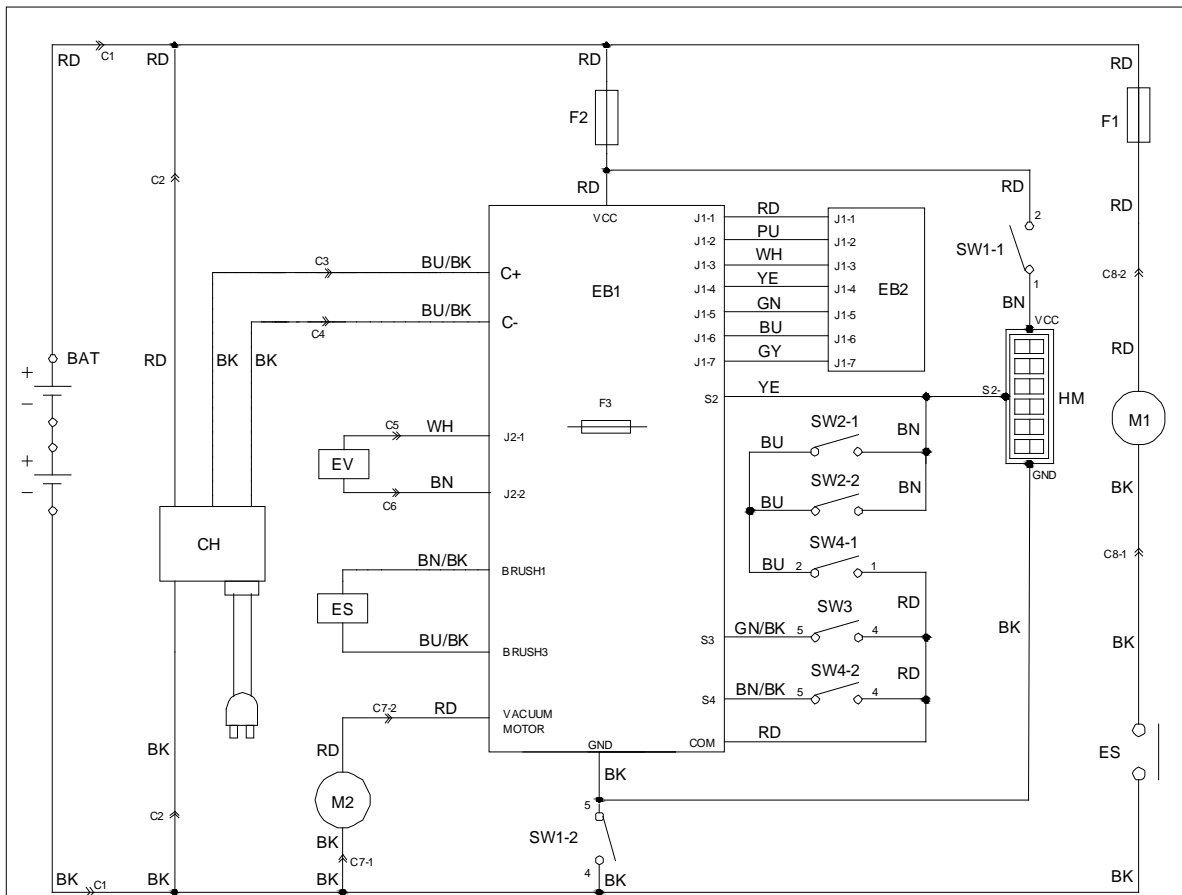 RD
C1
RD
RD
RD
C2
F2
F1
RD
RD
RD
VCC
J1-1
RD
J1-1
J1-2
PU
J1-2
J1-3
WH
J1-3
J1-4
YE
J1-4
J1-5
GN
J1-5
J1-6
BU
J1-6
J1-7
GY
J1-7
EB2
2
SW1-1
1
BN
C8-2
C3
BU/BK
C+
EB1
C4
BU/BK
C-
VCC
BAT
RD
BK
BK
RD
+
−
+
−
S2
YE
S2-
HM
M1
F3
C5
WH
J2-1
EV
BN
J2-2
C6
SW2-1
BU
BN
SW2-2
BU
BN
GND
BK
CH
SW4-1
BU
2
1
C8-1
BN/BK
BRUSH1
ES
BU/BK
BRUSH3
RD
SW3
S3
GN/BK
5
4
BK
BK
RD
SW4-2
S4
BN/BK
5
4
C7-2
RD
VACUUM
MOTOR
COM
RD
GND
BK
RD
BK
ES
M2
C2
BK
C7-1
5
SW1-2
4
BK
C1
BK
BK
BK
BK